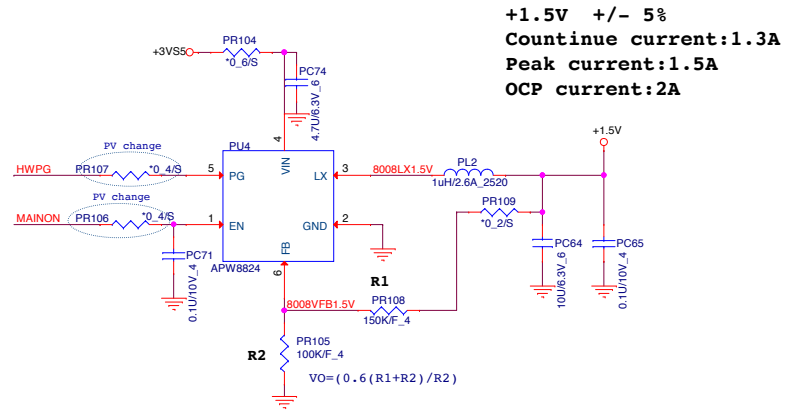 +1.5V +/- 5%
Countinue current:1.3A
Peak current:1.5A
OCP current:2A
PR104
+3VS5
*0_6/S
PC74
4.7U/6.3V_6
PV change
PU4
4
VIN
+1.5V
HWPG
PR107
*0_4/S
5
PG
LX
3
8008LX1.5V
PL2
1uH/2.6A_2520
PV change
PR109
*0_2/S
MAINON
PR106
*0_4/S
1
EN
GND
2
PC71
0.1U/10V_4
FB
APW8824
6
PC64
10U/6.3V_6
PC65
0.1U/10V_4
R1
8008VFB1.5V
PR108
150K/F_4
R2
PR105
100K/F_4
VO=(0.6(R1+R2)/R2)